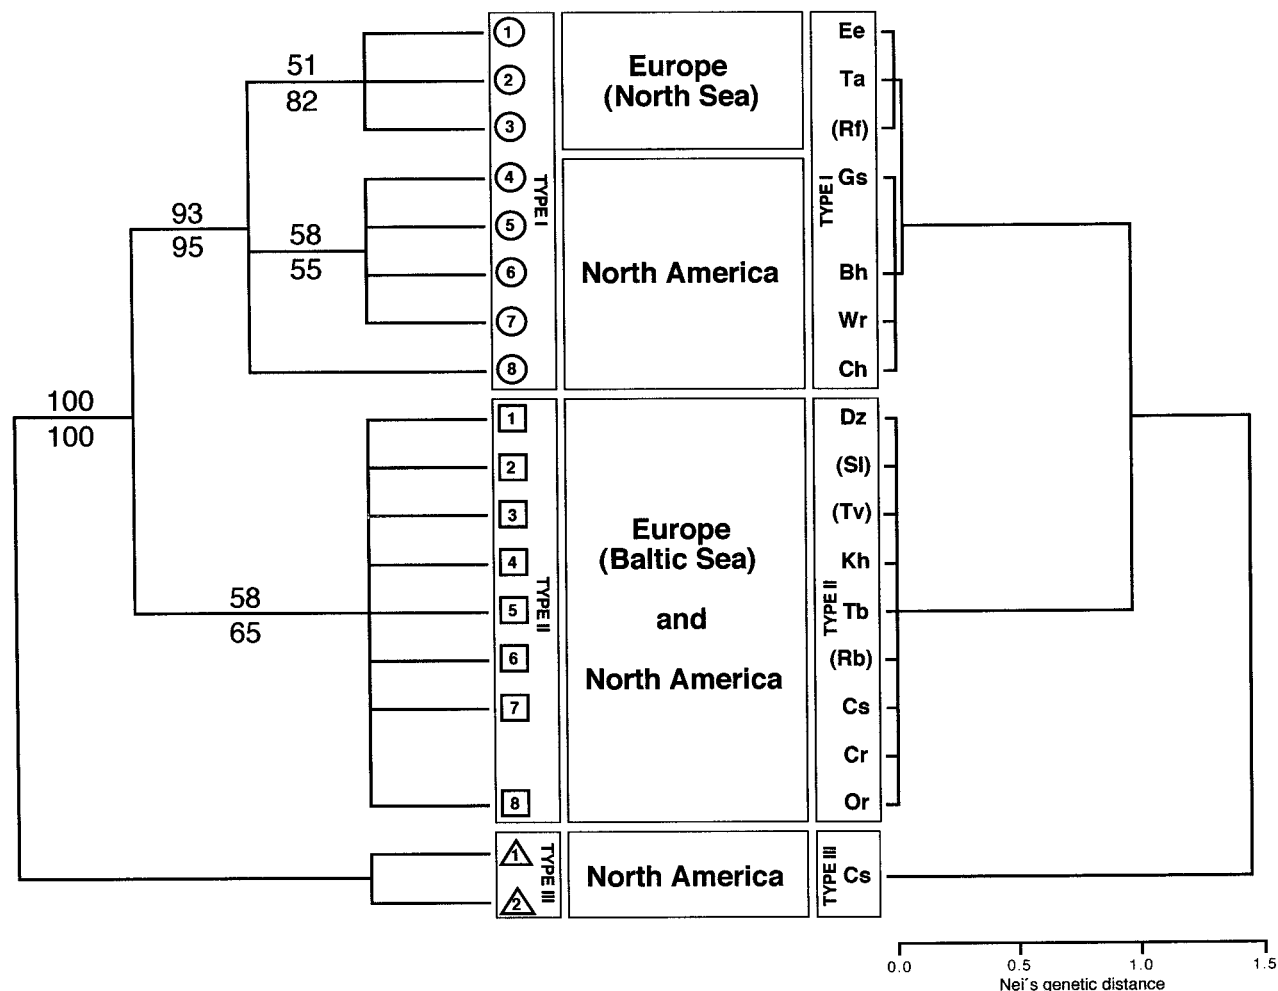 51
82
93
95
58
55
100
100
58
65
1
2
3
4
5
6
7
8
TYPE I
1
2
3
4
5
6
7
8
TYPE II
1
2
TYPE III
Europe
(North Sea)
North America
Europe
(Baltic Sea)
and
North America
North America
TYPE I
Ee
Ta
(Rf)
Gs
Bh
Wr
Ch
TYPE II
Dz
(Sl)
(Tv)
Kh
Tb
(Rb)
Cs
Cr
Or
TYPE III
Cs
0.0 0.5 1.0 1.5
Nei´s genetic distance